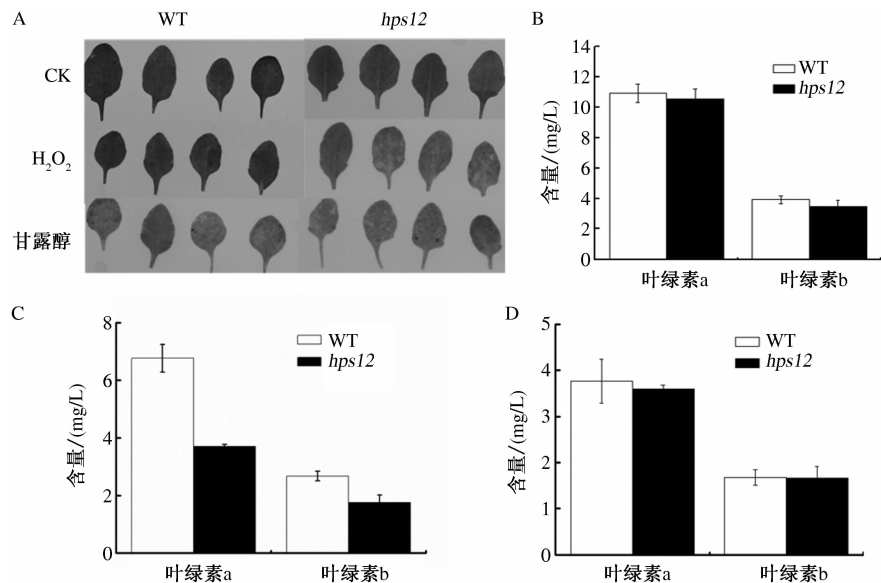 A
WT
hps12
CK
H₂O₂
甘露醇
B
含量/(mg/L)
14
12
10
8
6
4
2
0
WT
hps12
叶绿素a
叶绿素b
C
含量/(mg/L)
8
6
4
2
0
WT
hps12
叶绿素a
叶绿素b
D
含量/(mg/L)
5
4
3
2
1
0
WT
hps12
叶绿素a
叶绿素b